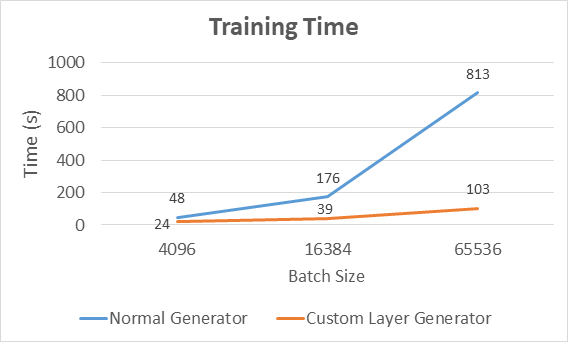 Training Time
1000
800
600
400
200
0
Time (s)
813
176
48
103
39
24
4096 16384 65536
Batch Size
Normal Generator Custom Layer Generator